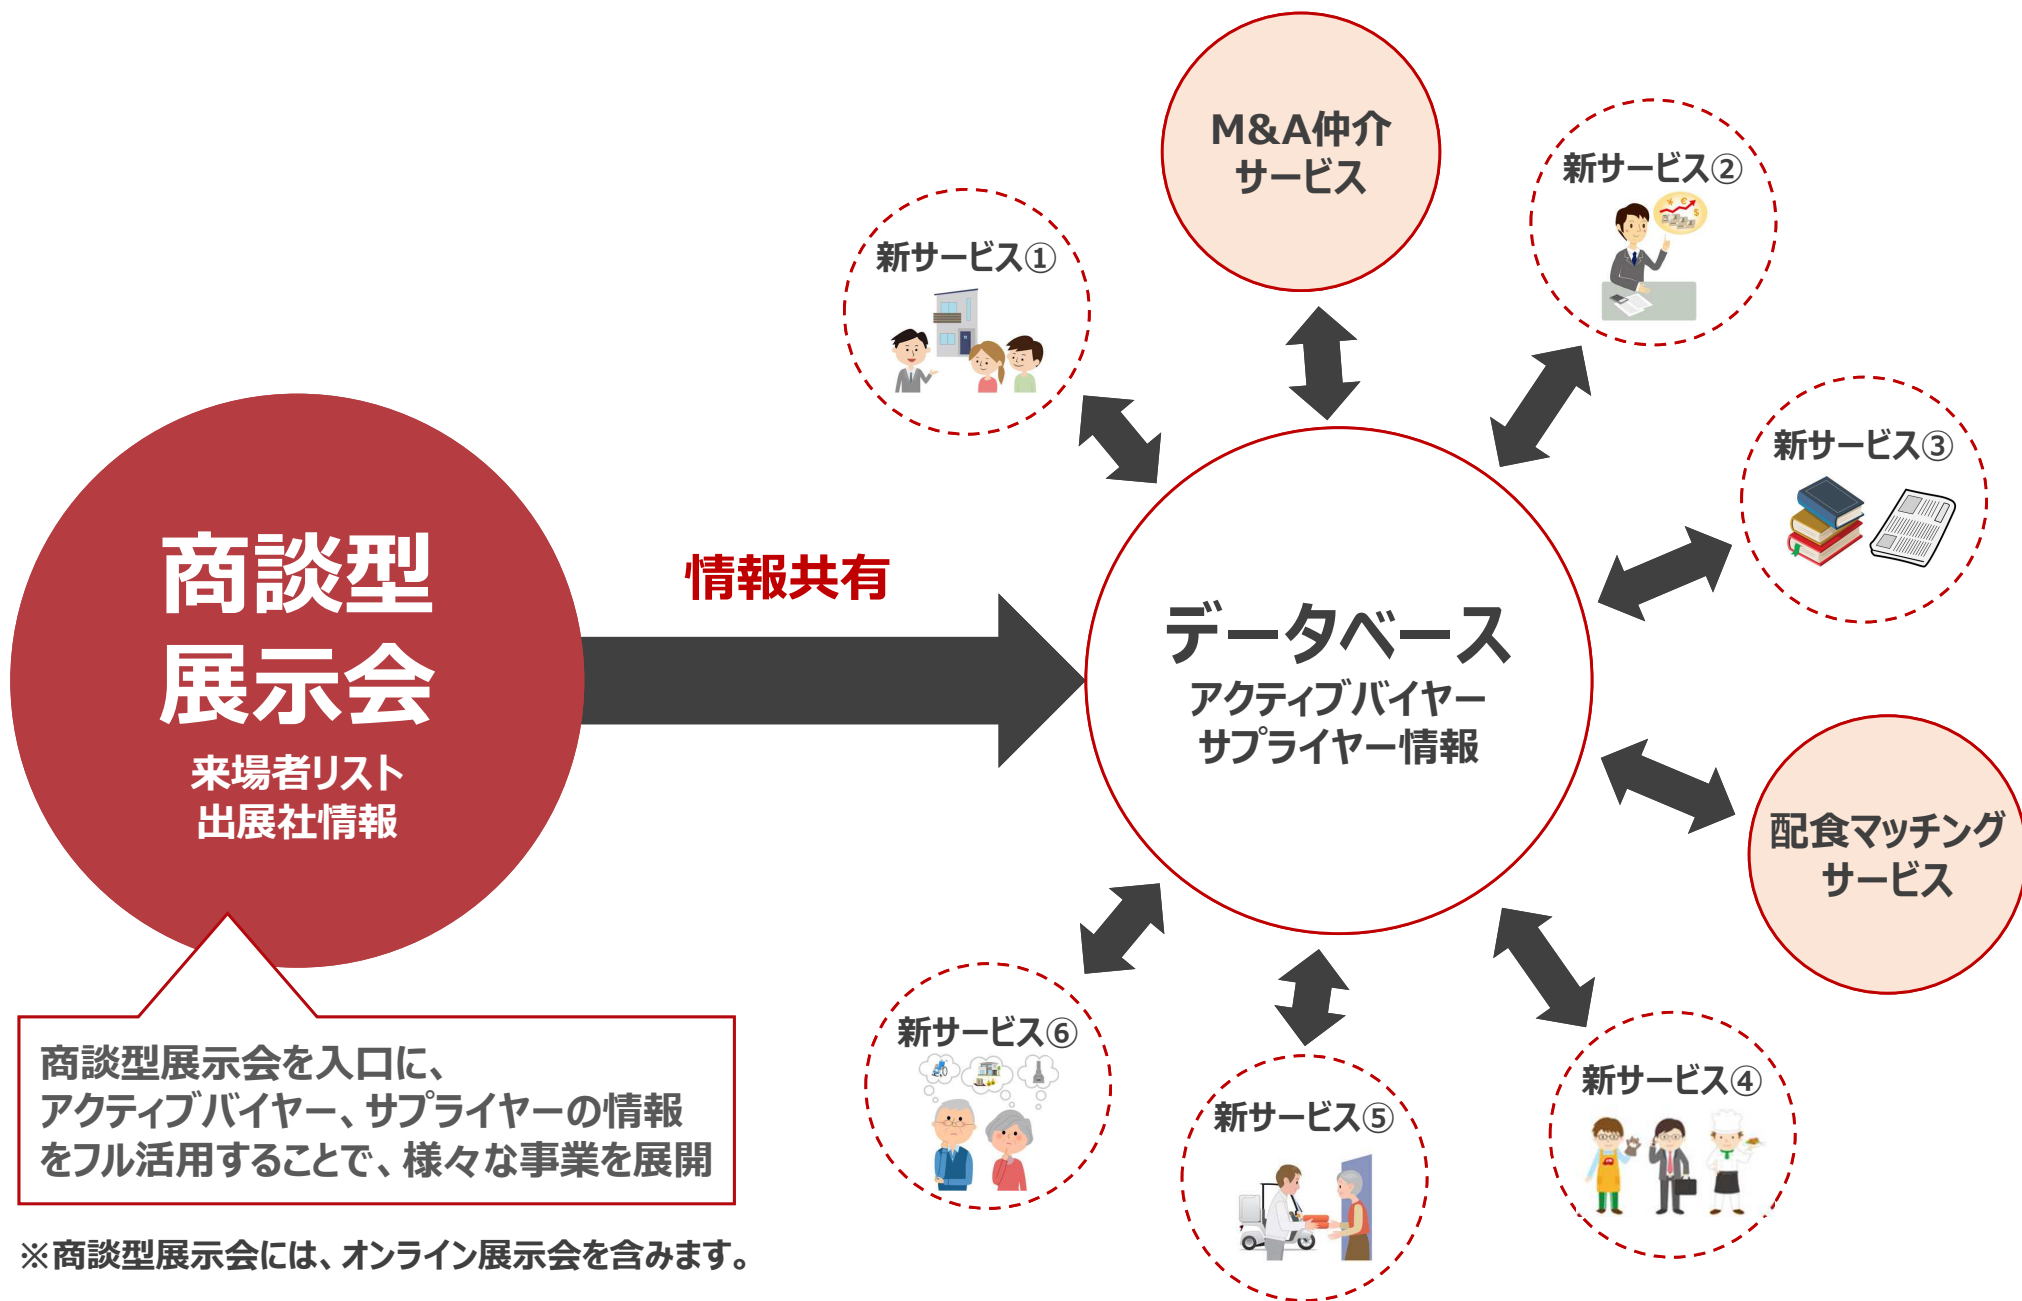 商談型
展示会
来場者リスト
出展社情報
商談型展示会を入口に、
アクティブバイヤー、サプライヤーの情報
をフル活用することで、様々な事業を展開
※商談型展示会には、オンライン展示会を含みます。
情報共有
データベース
アクティブバイヤー
サプライヤー情報
新サービス①
M&A仲介
サービス
新サービス②
新サービス③
配食マッチング
サービス
新サービス④
新サービス⑤
新サービス⑥